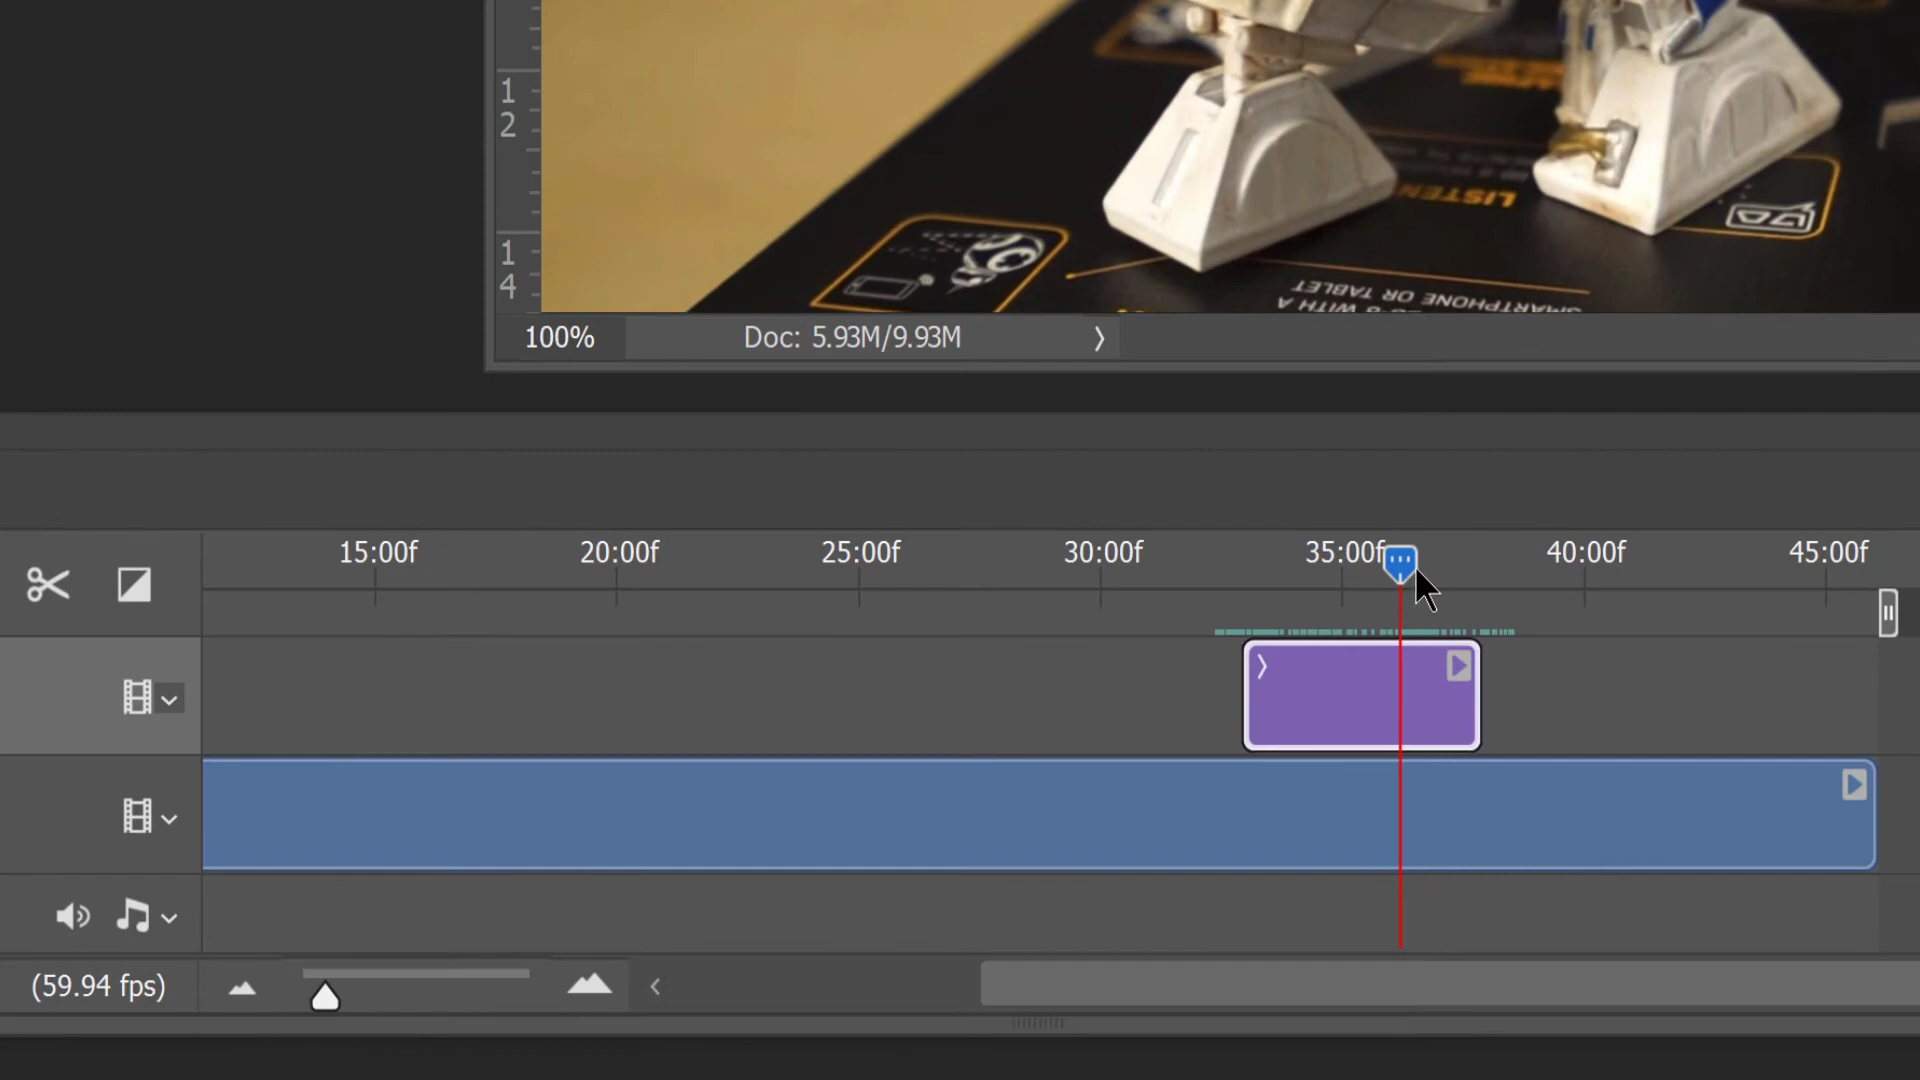 1
2
LISTEN
1
4
SMARTPHONE OR TABLET
WITH A
100%
Doc: 5.93M/9.93M
15:00f
20:00f
25:00f
30:00f
35:00f
40:00f
45:00f
(59.94 fps)